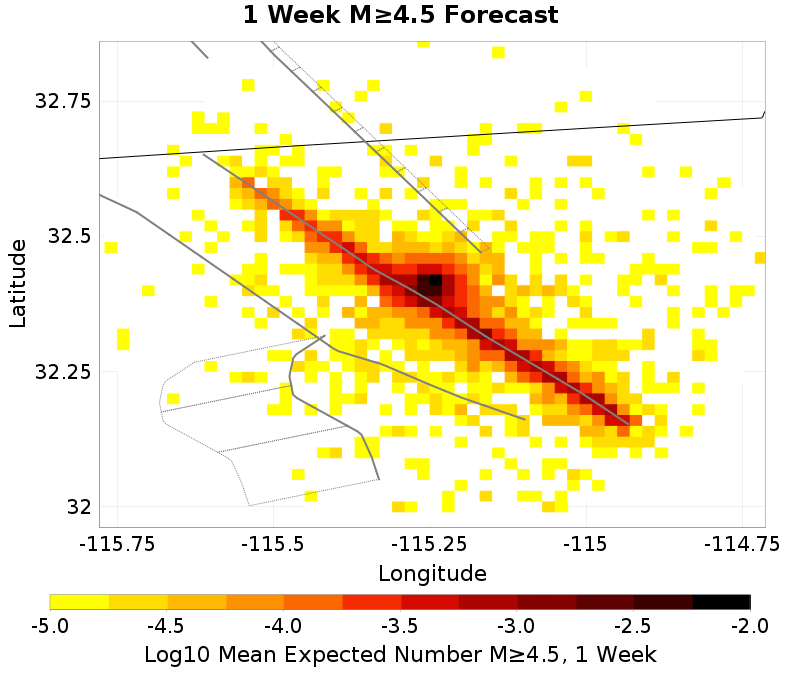 1 Week M≥4.5 Forecast
32.75
32.5
32.25
32
Latitude
-115.75 -115.5 -115.25 -115 -114.75
Longitude
-5.0 -4.5 -4.0 -3.5 -3.0 -2.5 -2.0
Log10 Mean Expected Number M≥4.5, 1 Week